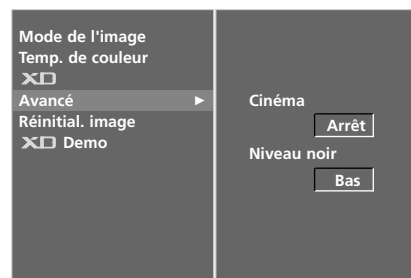 Mode de l'image
Temp. de couleur
XD
Avancé ►
Réinitial. image
XD Demo
Cinéma
Arrêt
Niveau noir
Bas